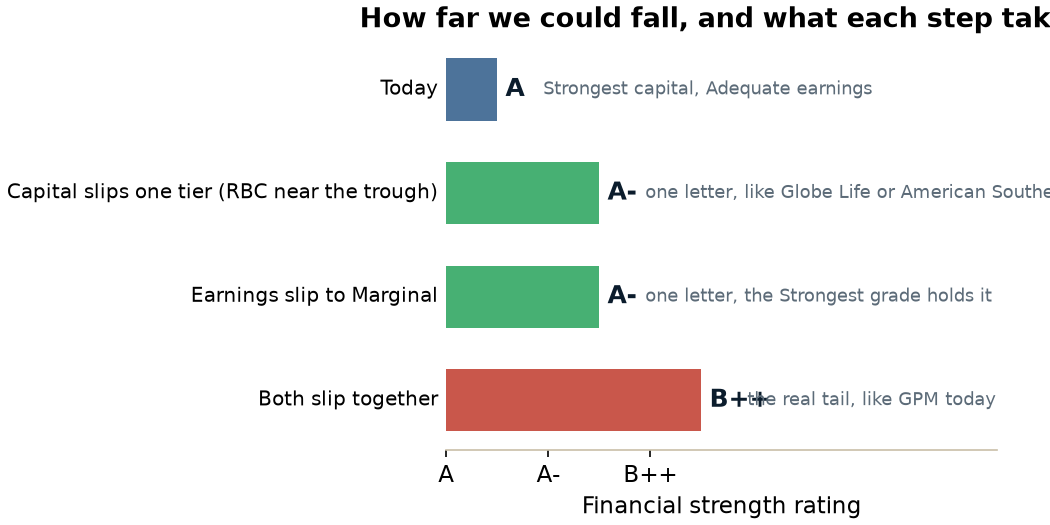 How far we could fall, and what each step tak
Today
A Strongest capital, Adequate earnings
Capital slips one tier (RBC near the trough)
A- one letter, like Globe Life or American Southe
Earnings slip to Marginal
A- one letter, the Strongest grade holds it
Both slip together
B++ the real tail, like GPM today
A A- B++
Financial strength rating